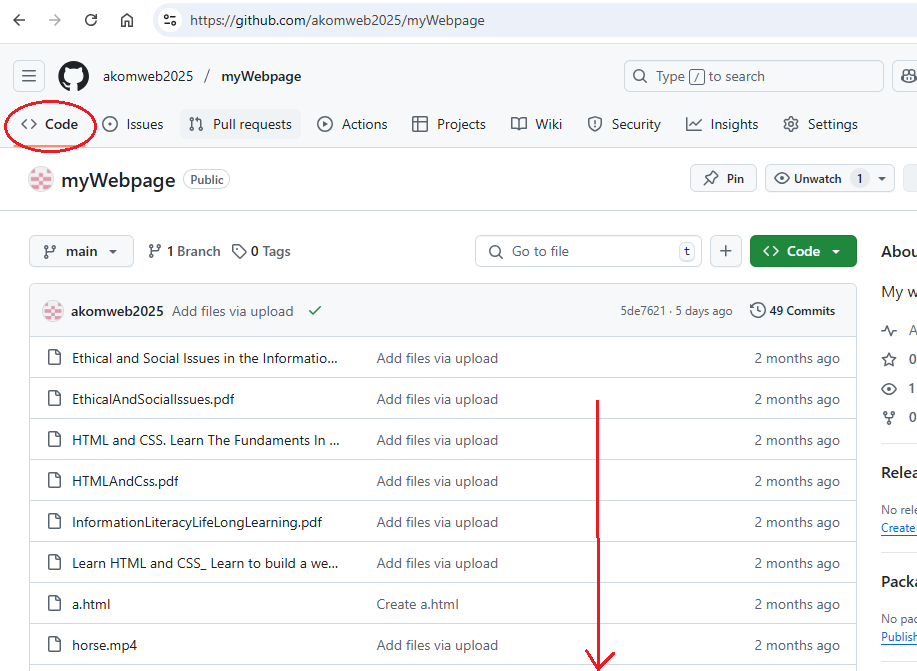 https://github.com/akomweb2025/myWebpage
akomweb2025 / myWebpage
Type / to search
Code Issues Pull requests Actions Projects Wiki Security Insights Settings
myWebpage Public Pin Unwatch 1
main 1 Branch 0 Tags Go to file t Code Abou
My w
akomweb2025 Add files via upload 5de7621 · 5 days ago 49 Commits
A
Ethical and Social Issues in the Informatio... Add files via upload 2 months ago
0
1
EthicalAndSocialIssues.pdf Add files via upload 2 months ago
0
HTML and CSS. Learn The Fundaments In ... Add files via upload 2 months ago
Relea
HTMLAndCss.pdf Add files via upload 2 months ago
No rele
InformationLiteracyLifeLongLearning.pdf Add files via upload 2 months ago
Create
Learn HTML and CSS_ Learn to build a we... Add files via upload 2 months ago
Packa
a.html Create a.html 2 months ago
No pac
Publish
horse.mp4 Add files via upload 2 months ago